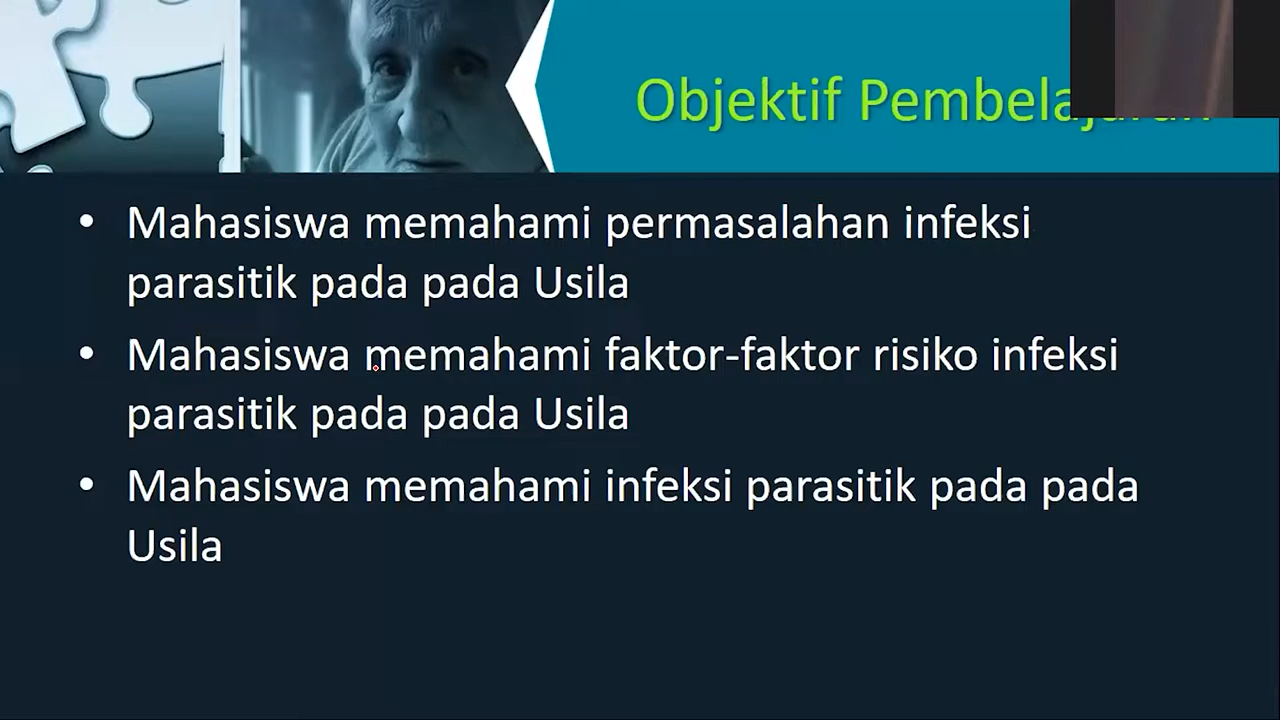 Objektif Pembelajaran
• Mahasiswa memahami permasalahan infeksi
parasitik pada pada Usila
• Mahasiswa memahami faktor-faktor risiko infeksi
parasitik pada pada Usila
• Mahasiswa memahami infeksi parasitik pada pada
Usila